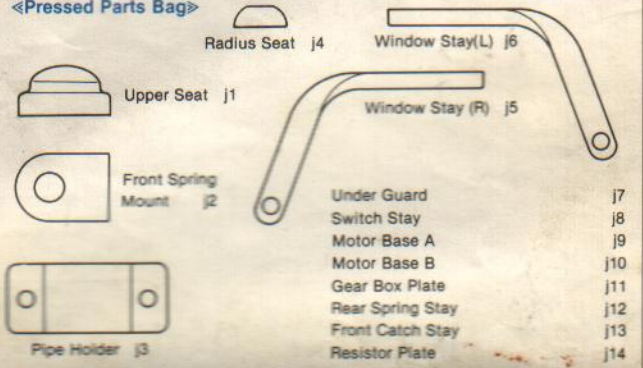 ≪Pressed Parts Bag≫
Radius Seat j4
Window Stay(L) j6
Upper Seat j1
Window Stay (R) j5
Front Spring
Mount j2
Pipe Holder j3
Under Guard j7
Switch Stay j8
Motor Base A j9
Motor Base B j10
Gear Box Plate j11
Rear Spring Stay j12
Front Catch Stay j13
Resistor Plate j14